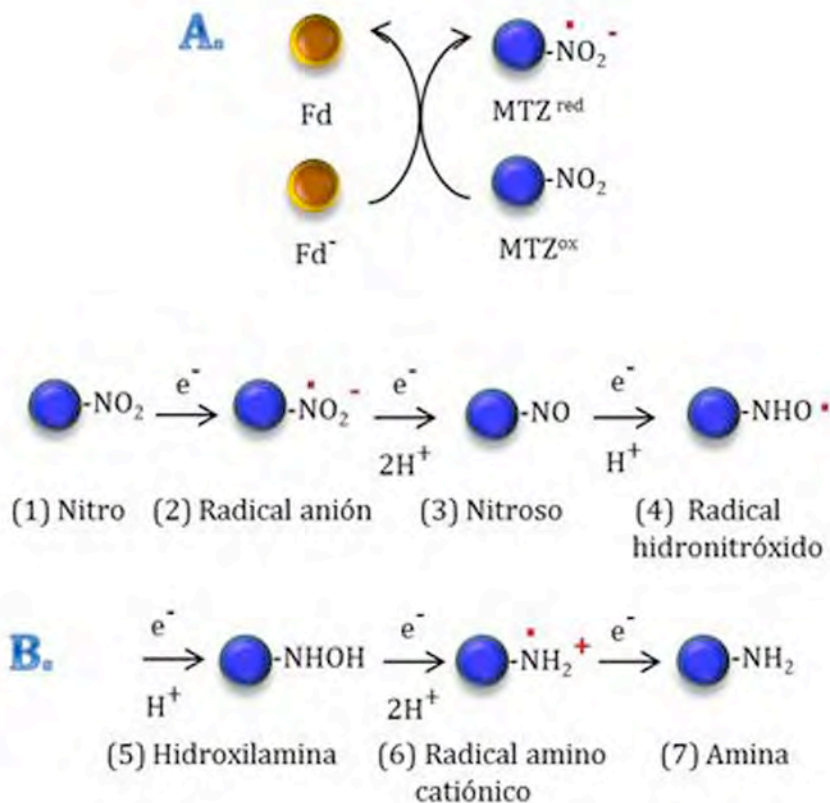 A.
Fd
-NO₂⁻
MTZ red
Fd⁻
-NO₂
MTZox
-NO₂
e⁻
-NO₂⁻
e⁻
2H⁺
-NO
e⁻
H⁺
-NHO
(1) Nitro
(2) Radical anión
(3) Nitroso
(4) Radical
hidronitróxido
B.
e⁻
H⁺
-NHOH
e⁻
2H⁺
-NH₂⁺
e⁻
-NH₂
(5) Hidroxilamina
(6) Radical amino
catiónico
(7) Amina